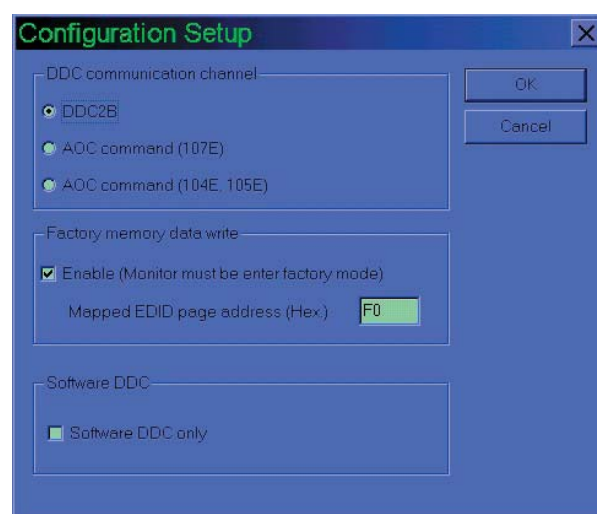 Configuration Setup
DDC communication channel
OK
DDC2B
Cancel
AOC command (107E)
AOC command (104E, 105E)
Factory memory data write
Enable (Monitor must be enter factory mode)
Mapped EDID page address (Hex.)
F0
Software DDC
Software DDC only